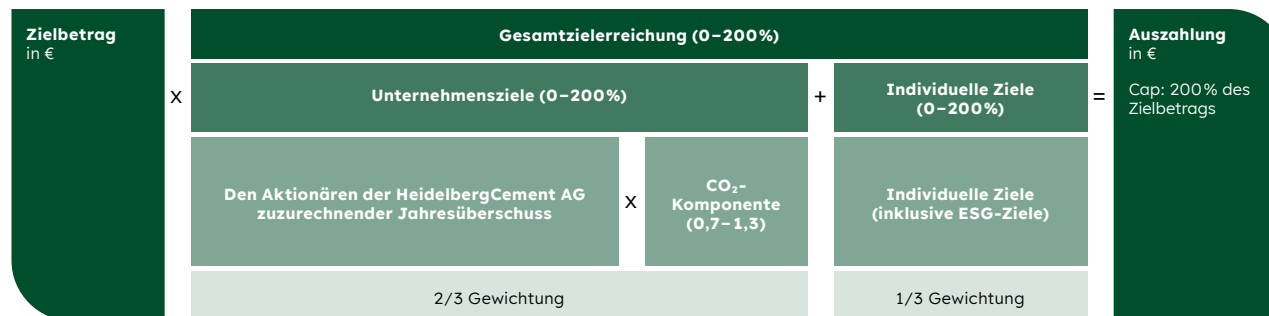 Zielbetrag
in €
x
Gesamtzielerreichung (0–200%)
Unternehmensziele (0–200%)
+
Individuelle Ziele
(0–200%)
=
Auszahlung
in €
Cap: 200% des
Zielbetrags
Den Aktionären der HeidelbergCement AG
zuzurechnender Jahresüberschuss
x
CO₂-
Komponente
(0,7–1,3)
Individuelle Ziele
(inklusive ESG-Ziele)
2/3 Gewichtung
1/3 Gewichtung